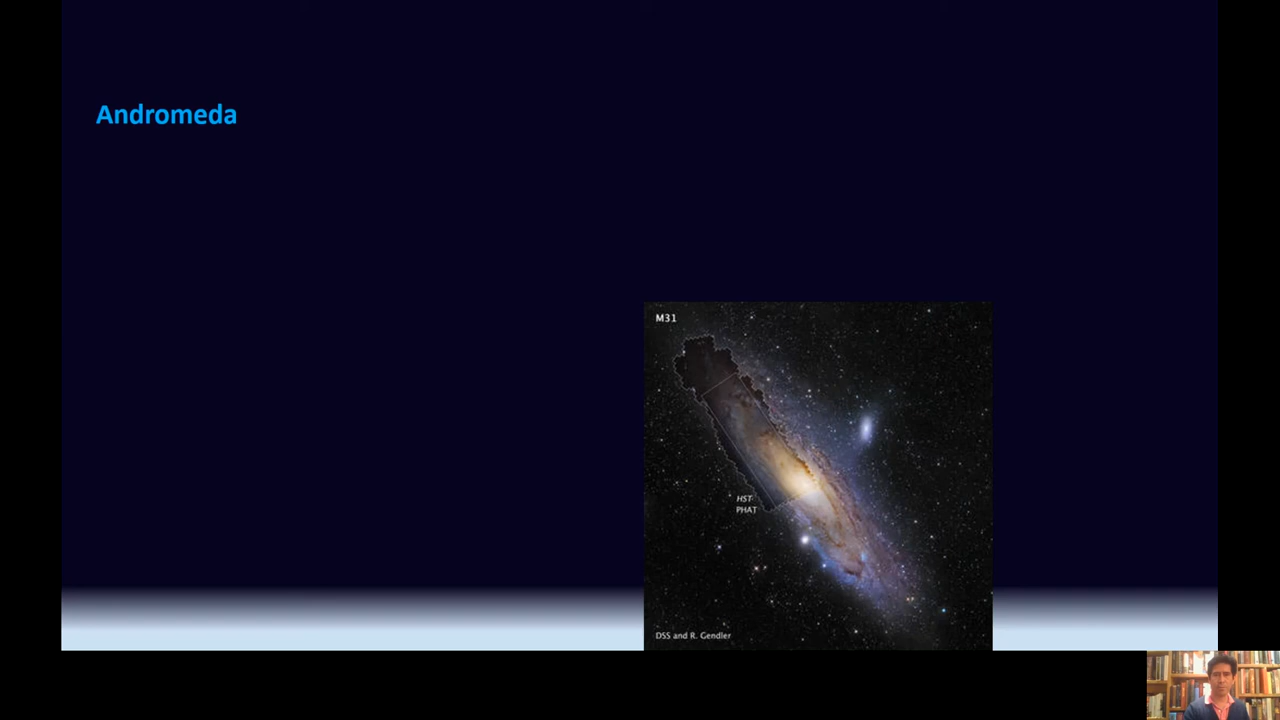 Andromeda
M31
HST-
PHAT
DSS and R. Gendler